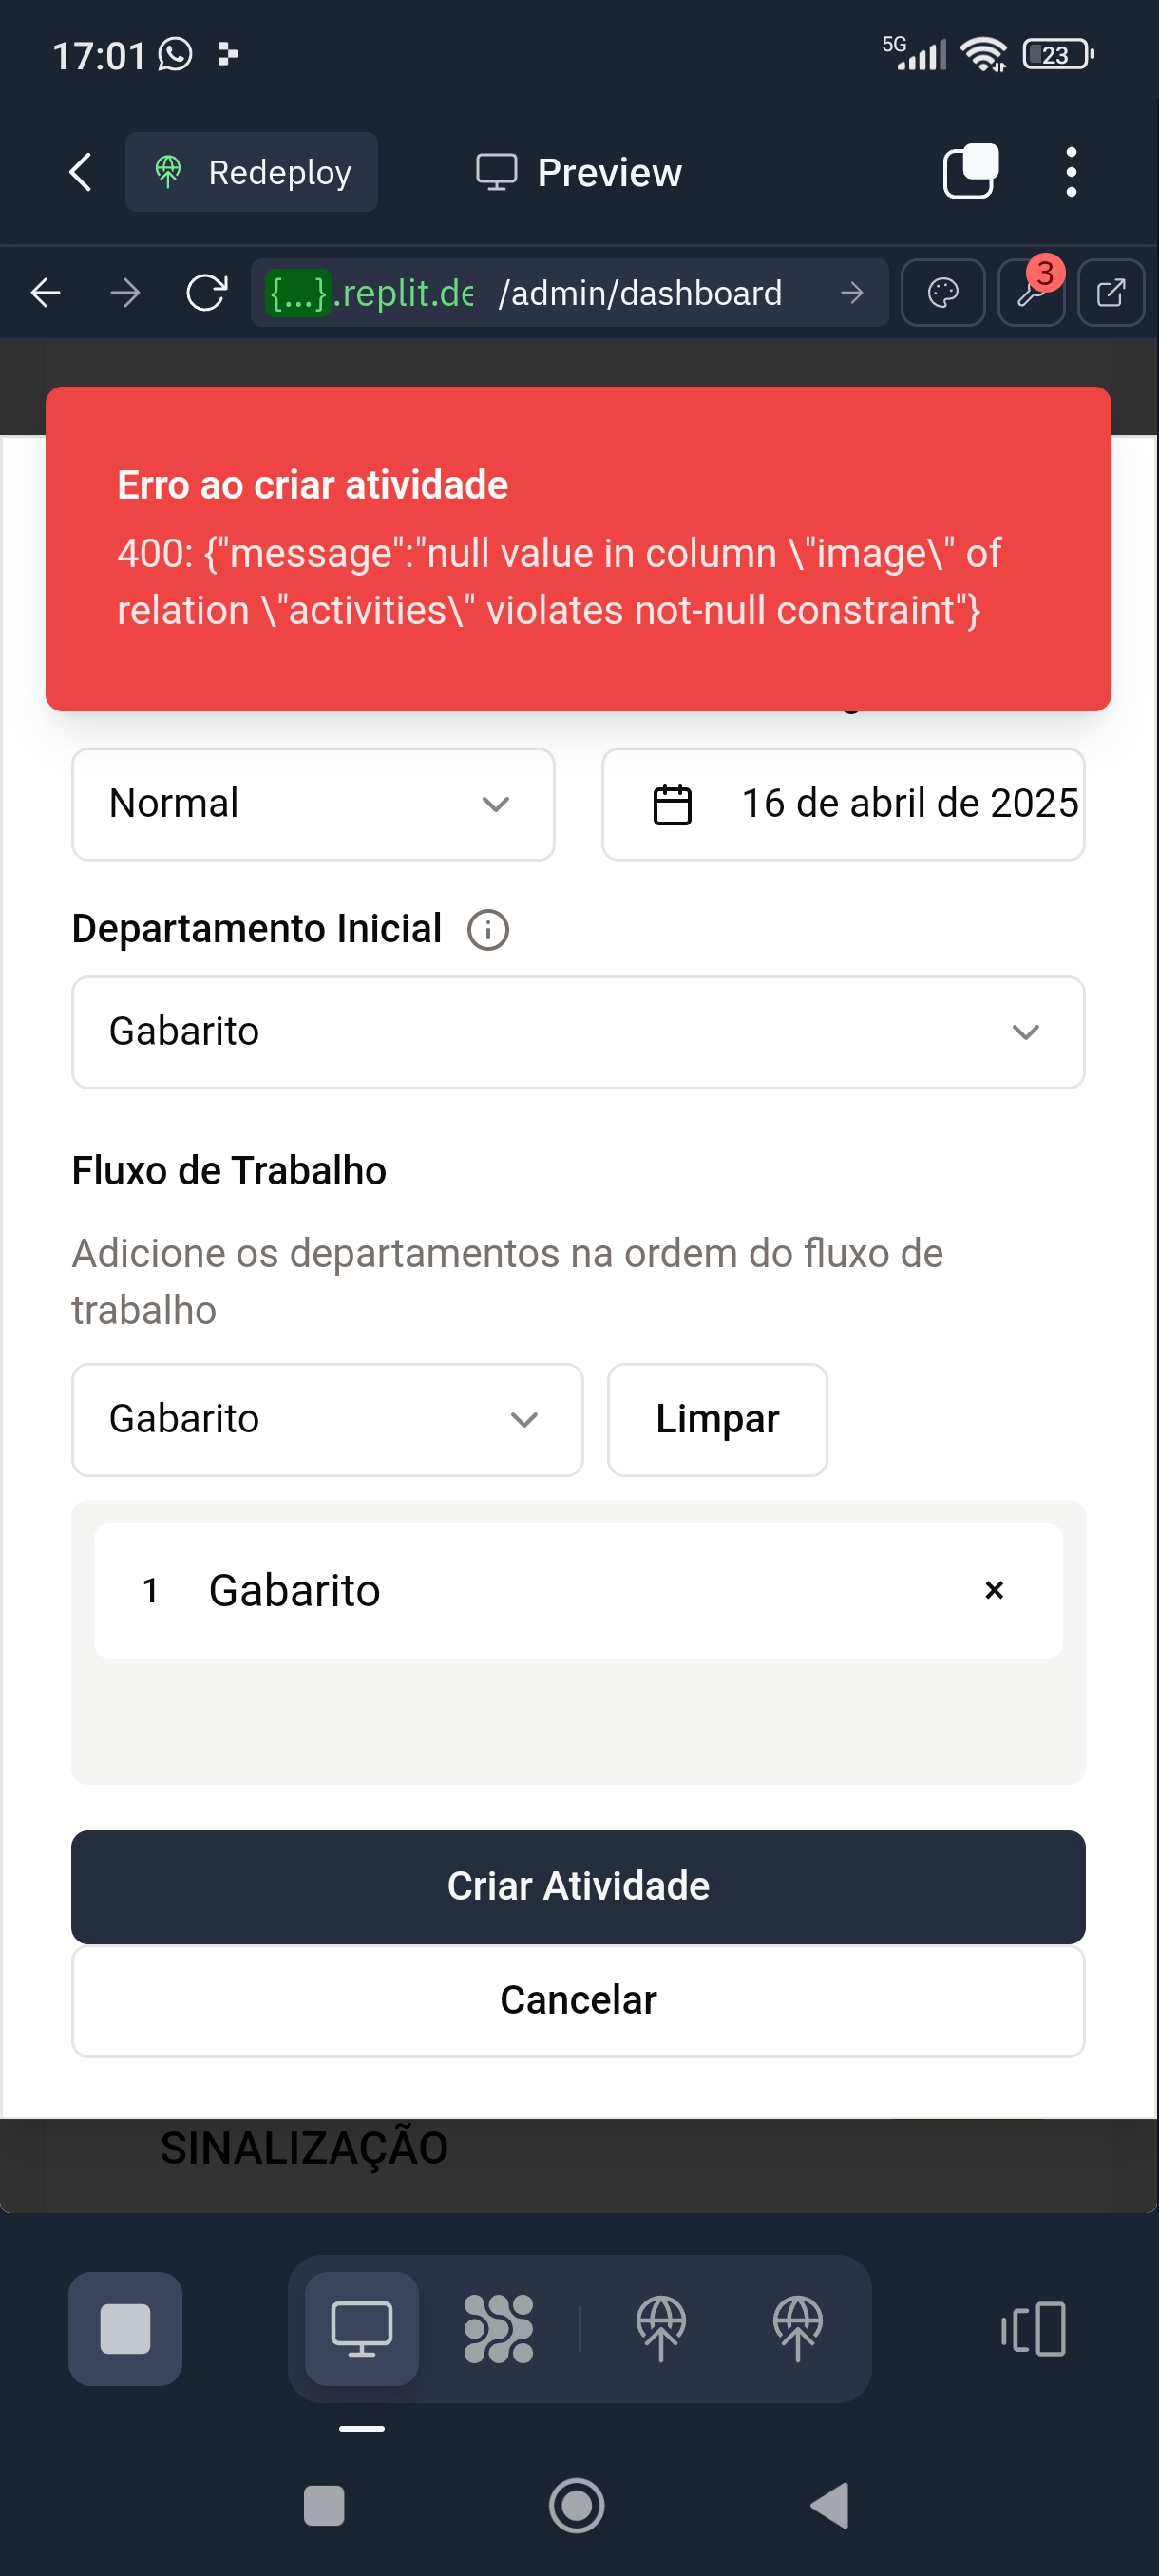 17:01
5G
23
Redeploy
Preview
{...}.replit.de /admin/dashboard
3
Erro ao criar atividade
400: {"message":"null value in column \"image\" of
relation \"activities\" violates not-null constraint"}
Normal
16 de abril de 2025
Departamento Inicial
Gabarito
Fluxo de Trabalho
Adicione os departamentos na ordem do fluxo de
trabalho
Gabarito
Limpar
1 Gabarito ×
Criar Atividade
Cancelar
SINALIZAÇÃO